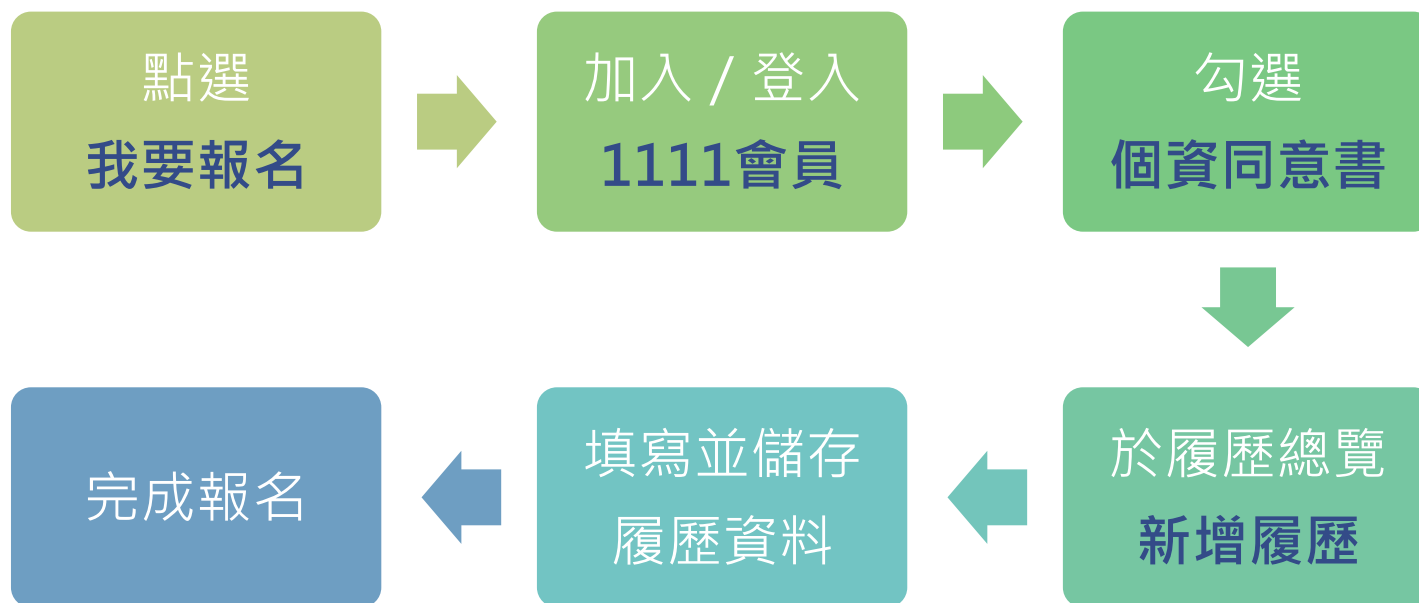 點選
我要報名
加入 / 登入
1111會員
勾選
個資同意書
於履歷總覽
新增履歷
填寫並儲存
履歷資料
完成報名